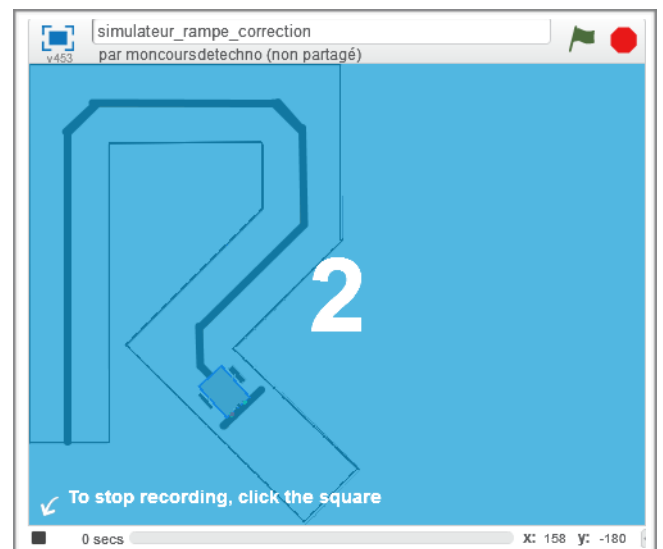 simulateur_rampe_correction
v453
par moncoursdetechno (non partagé)
2
To stop recording, click the square
0 secs
X: 158 y: -180